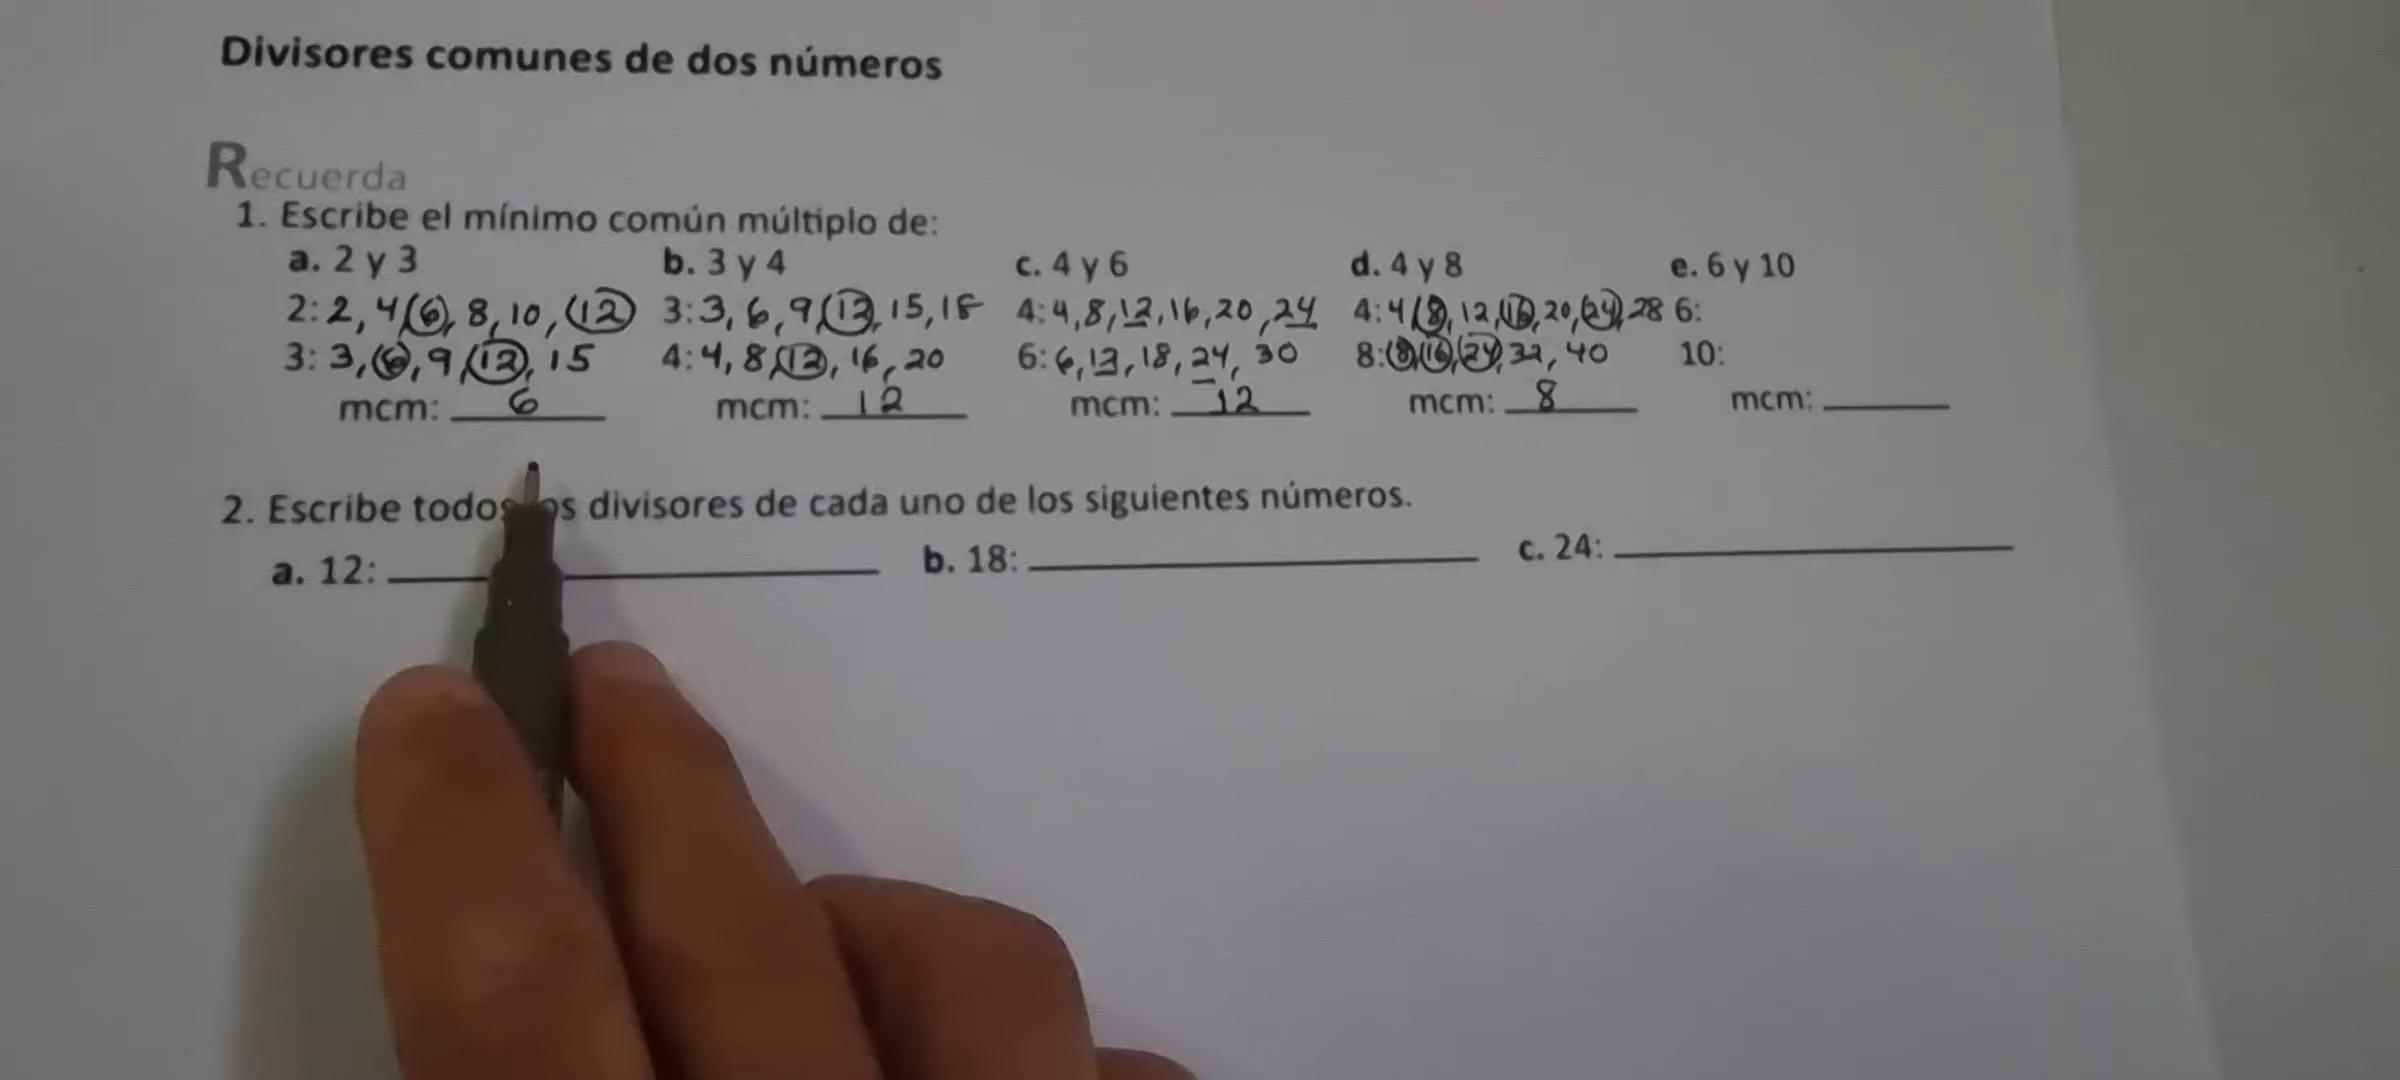 Divisores comunes de dos números
Recuerda
1. Escribe el mínimo común múltiplo de:
a. 2 y 3 b. 3 y 4 c. 4 y 6 d. 4 y 8 e. 6 y 10
2: 2, 4, 6, 8, 10, 12 3: 3, 6, 9, 12, 15, 18 4: 4, 8, 12, 16, 20, 24 4: 4, 8, 12, 16, 20, 24, 28 6:
3: 3, 6, 9, 12, 15 4: 4, 8, 12, 16, 20 6: 6, 12, 18, 24, 30 8: 8, 16, 24, 32, 40 10:
mcm: 6 mcm: 12 mcm: 12 mcm: 8 mcm:
2. Escribe todos los divisores de cada uno de los siguientes números.
a. 12: b. 18: c. 24: